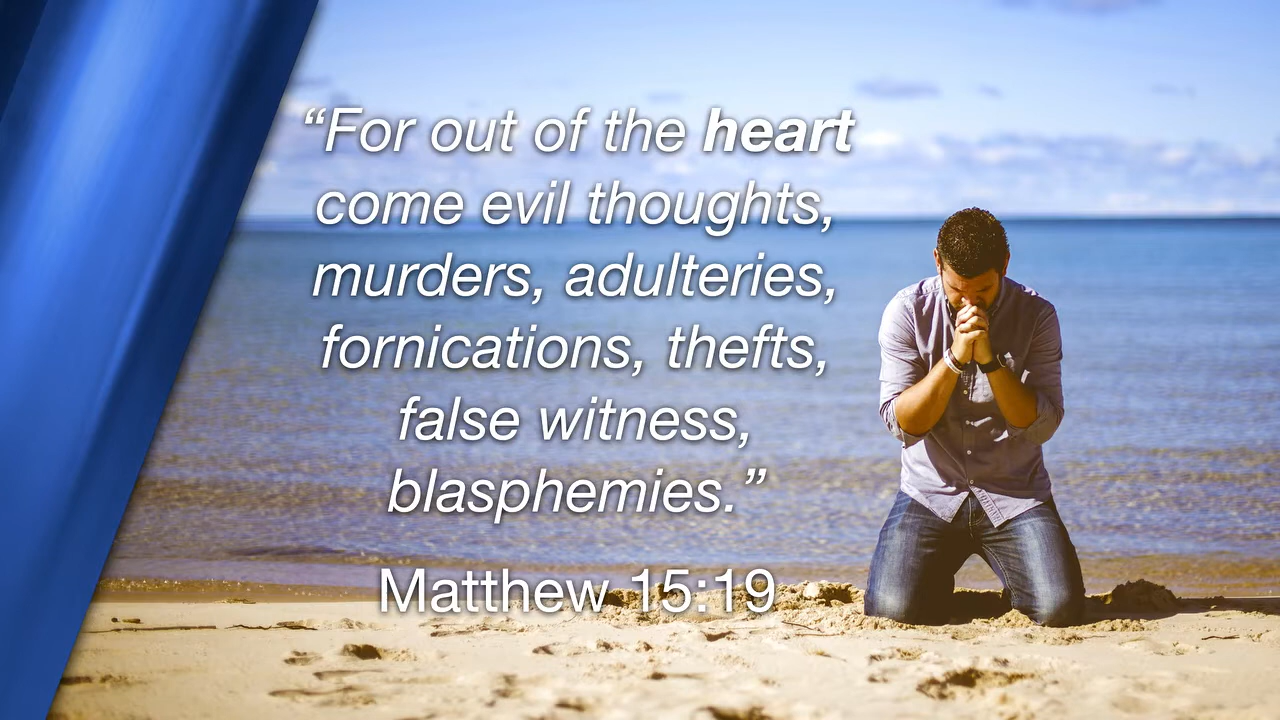 “For out of the heart
come evil thoughts,
murders, adulteries,
fornications, thefts,
false witness,
blasphemies.”
Matthew 15:19